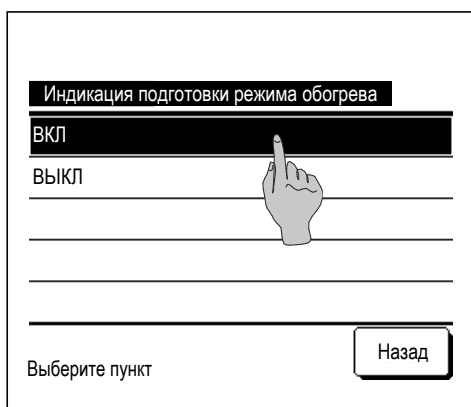 Индикация подготовки режима обогрева
ВКЛ
ВЫКЛ
Выберите пункт
Назад